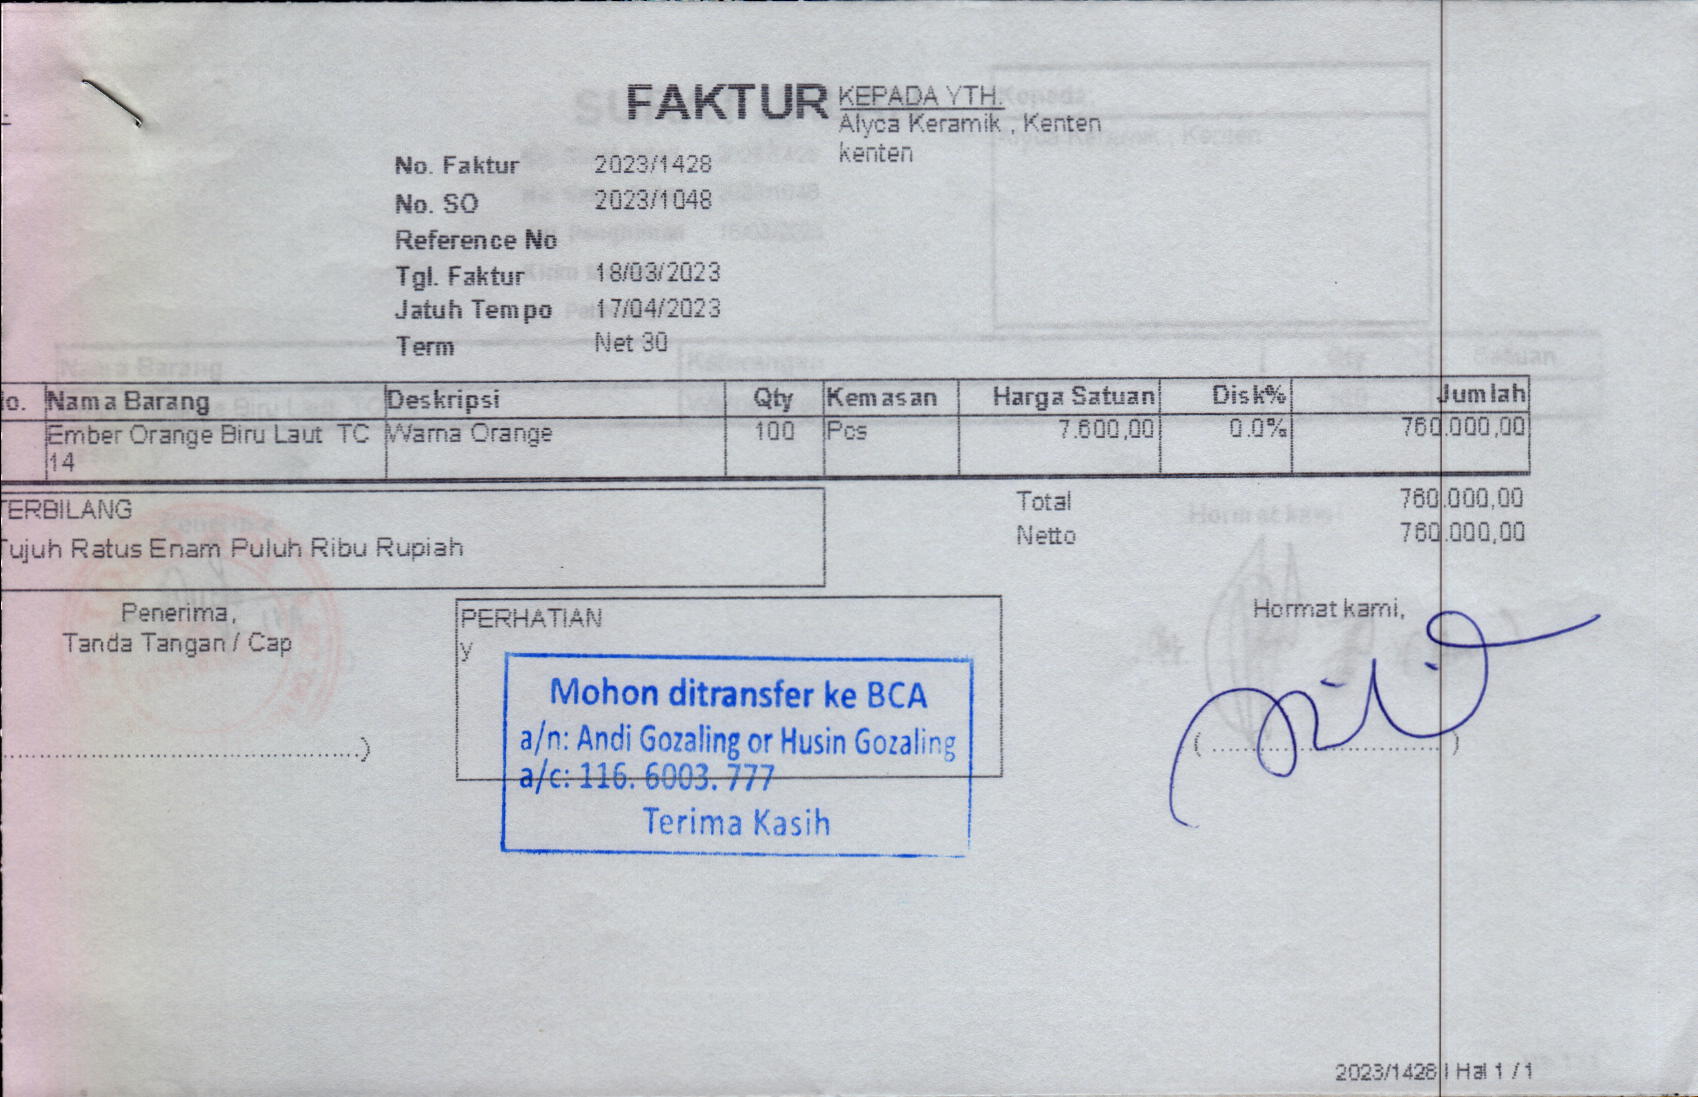 FAKTUR
KEPADA YTH.
Alyca Keramik , Kenten
kenten
No. Faktur 2023/1428
No. SO 2023/1048
Reference No
Tgl. Faktur 18/03/2023
Jatuh Tempo 17/04/2023
Term Net 30
Nama Barang Deskripsi Qty Kemasan Harga Satuan Disk% Jumlah
Ember Orange Biru Laut TC Warna Orange 100 Pcs 7.600,00 0.0% 760.000,00
14
TERBILANG
Tujuh Ratus Enam Puluh Ribu Rupiah
Total 760.000,00
Netto 760.000,00
Penerima,
Tanda Tangan / Cap
PERHATIAN
y
Mohon ditransfer ke BCA
a/n: Andi Gozaling or Husin Gozaling
a/c: 116. 6003. 777
Terima Kasih
Hormat kami,
2023/1428 | Hal 1 / 1